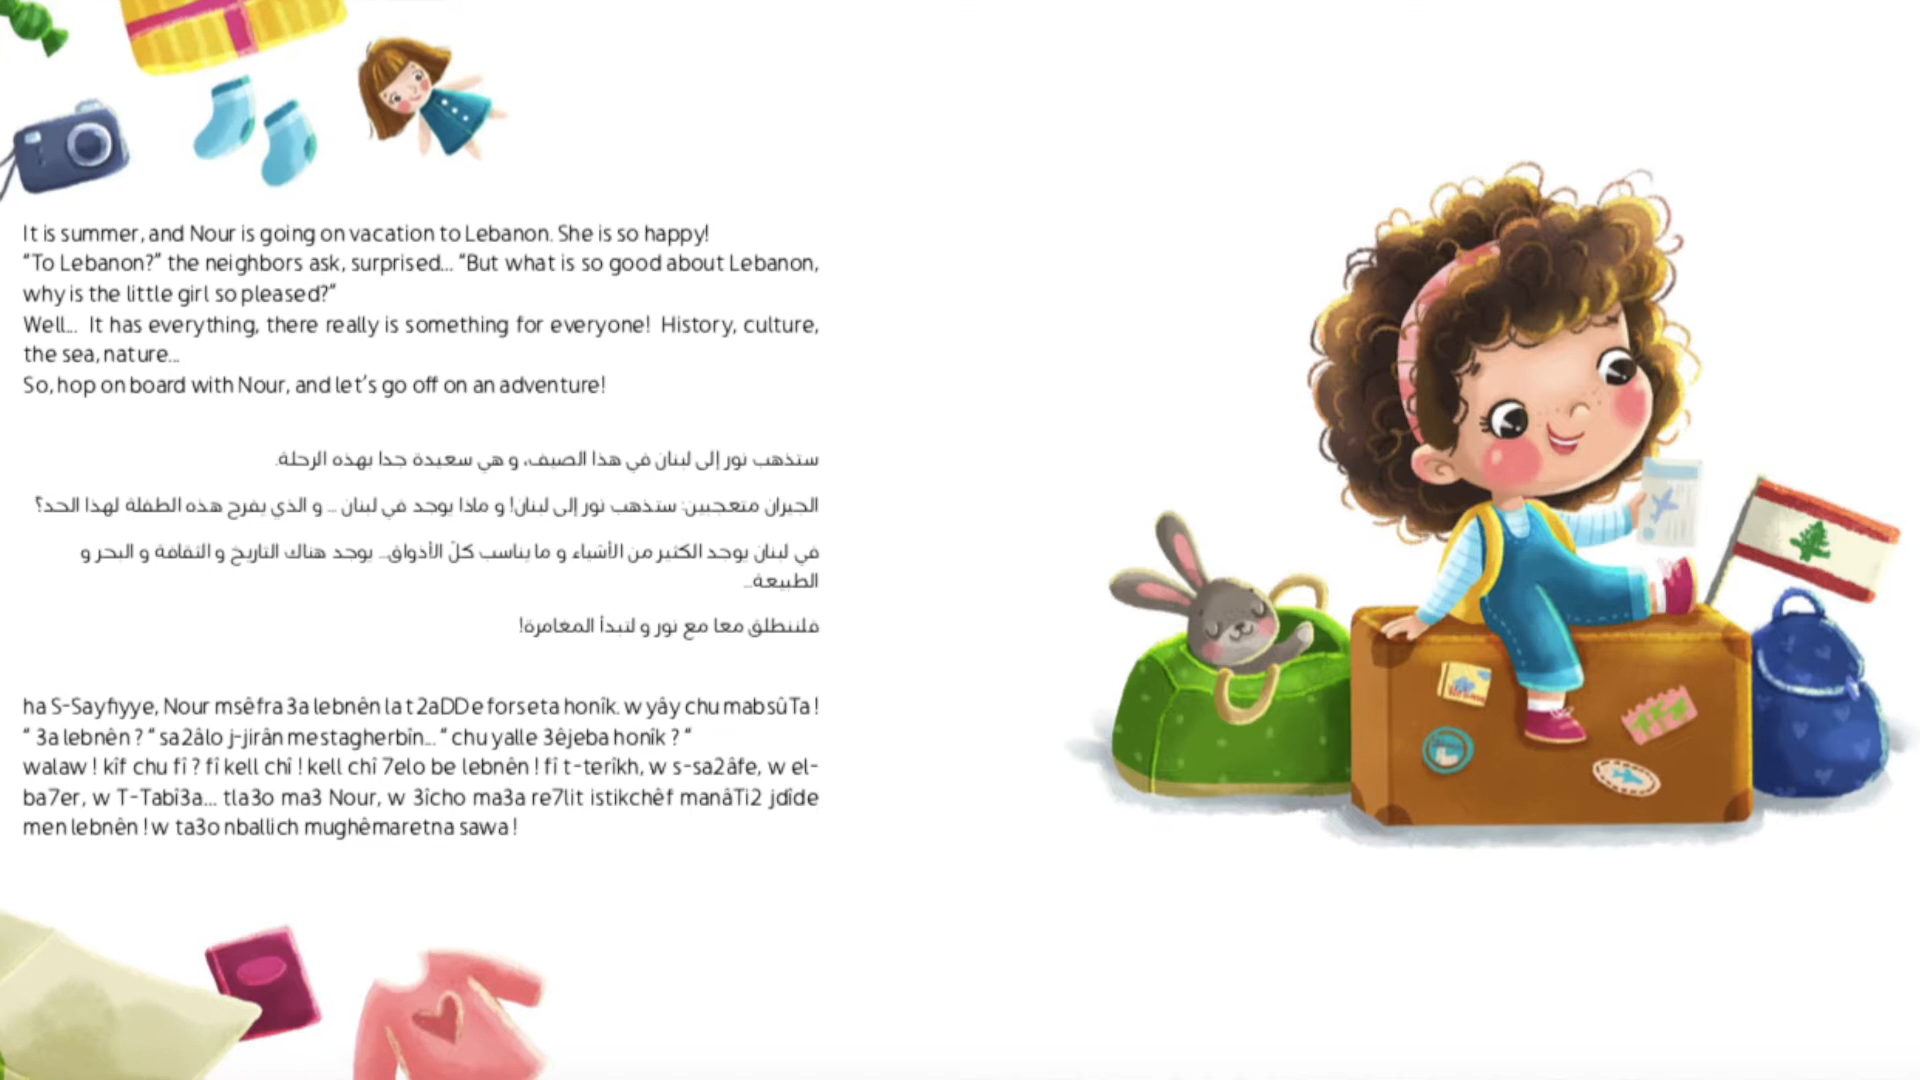 It is summer, and Nour is going on vacation to Lebanon. She is so happy!
“To Lebanon?” the neighbors ask, surprised... “But what is so good about Lebanon,
why is the little girl so pleased?”
Well... It has everything, there really is something for everyone! History, culture,
the sea, nature...
So, hop on board with Nour, and let’s go off on an adventure!
ستذهب نور إلى لبنان في هذا الصيف، و هي سعيدة جدا بهذه الرحلة.
الجيران متعجبين: ستذهب نور إلى لبنان! و ماذا يوجد في لبنان ... و الذي يفرح هذه الطفلة لهذا الحد؟
في لبنان يوجد الكثير من الأشياء و ما يناسب كلّ الأذواق... يوجد هناك التاريخ و الثقافة و البحر و
الطبيعة...
فلننطلق معا مع نور و لنبدأ المغامرة!
ha S-Sayfiyye, Nour msêfra 3a lebnên la t 2aDDe forseta honîk. w yây chu mabsûTa !
“ 3a lebnên ? “ sa2âlo j-jirân mestagherbîn... “ chu yalle 3êjeba honîk ? “
walaw ! kîf chu fî ? fî kell chî ! kell chî 7elo be lebnên ! fî t-terîkh, w s-sa2âfe, w el-
ba7er, w T-Tabî3a... tla3o ma3 Nour, w 3îcho ma3a re7lit istikchêf manâTi2 jdîde
men lebnên ! w ta3o nballich mughêmaretna sawa !